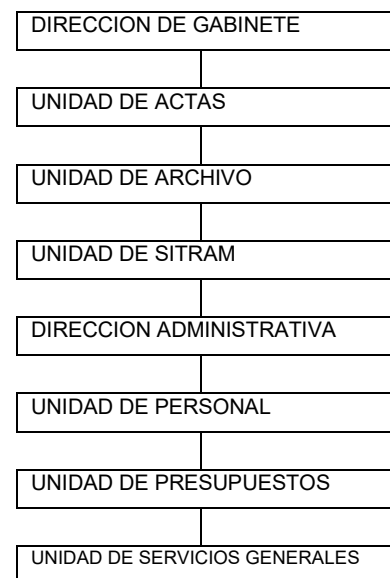 DIRECCION DE GABINETE
UNIDAD DE ACTAS
UNIDAD DE ARCHIVO
UNIDAD DE SITRAM
DIRECCION ADMINISTRATIVA
UNIDAD DE PERSONAL
UNIDAD DE PRESUPUESTOS
UNIDAD DE SERVICIOS GENERALES